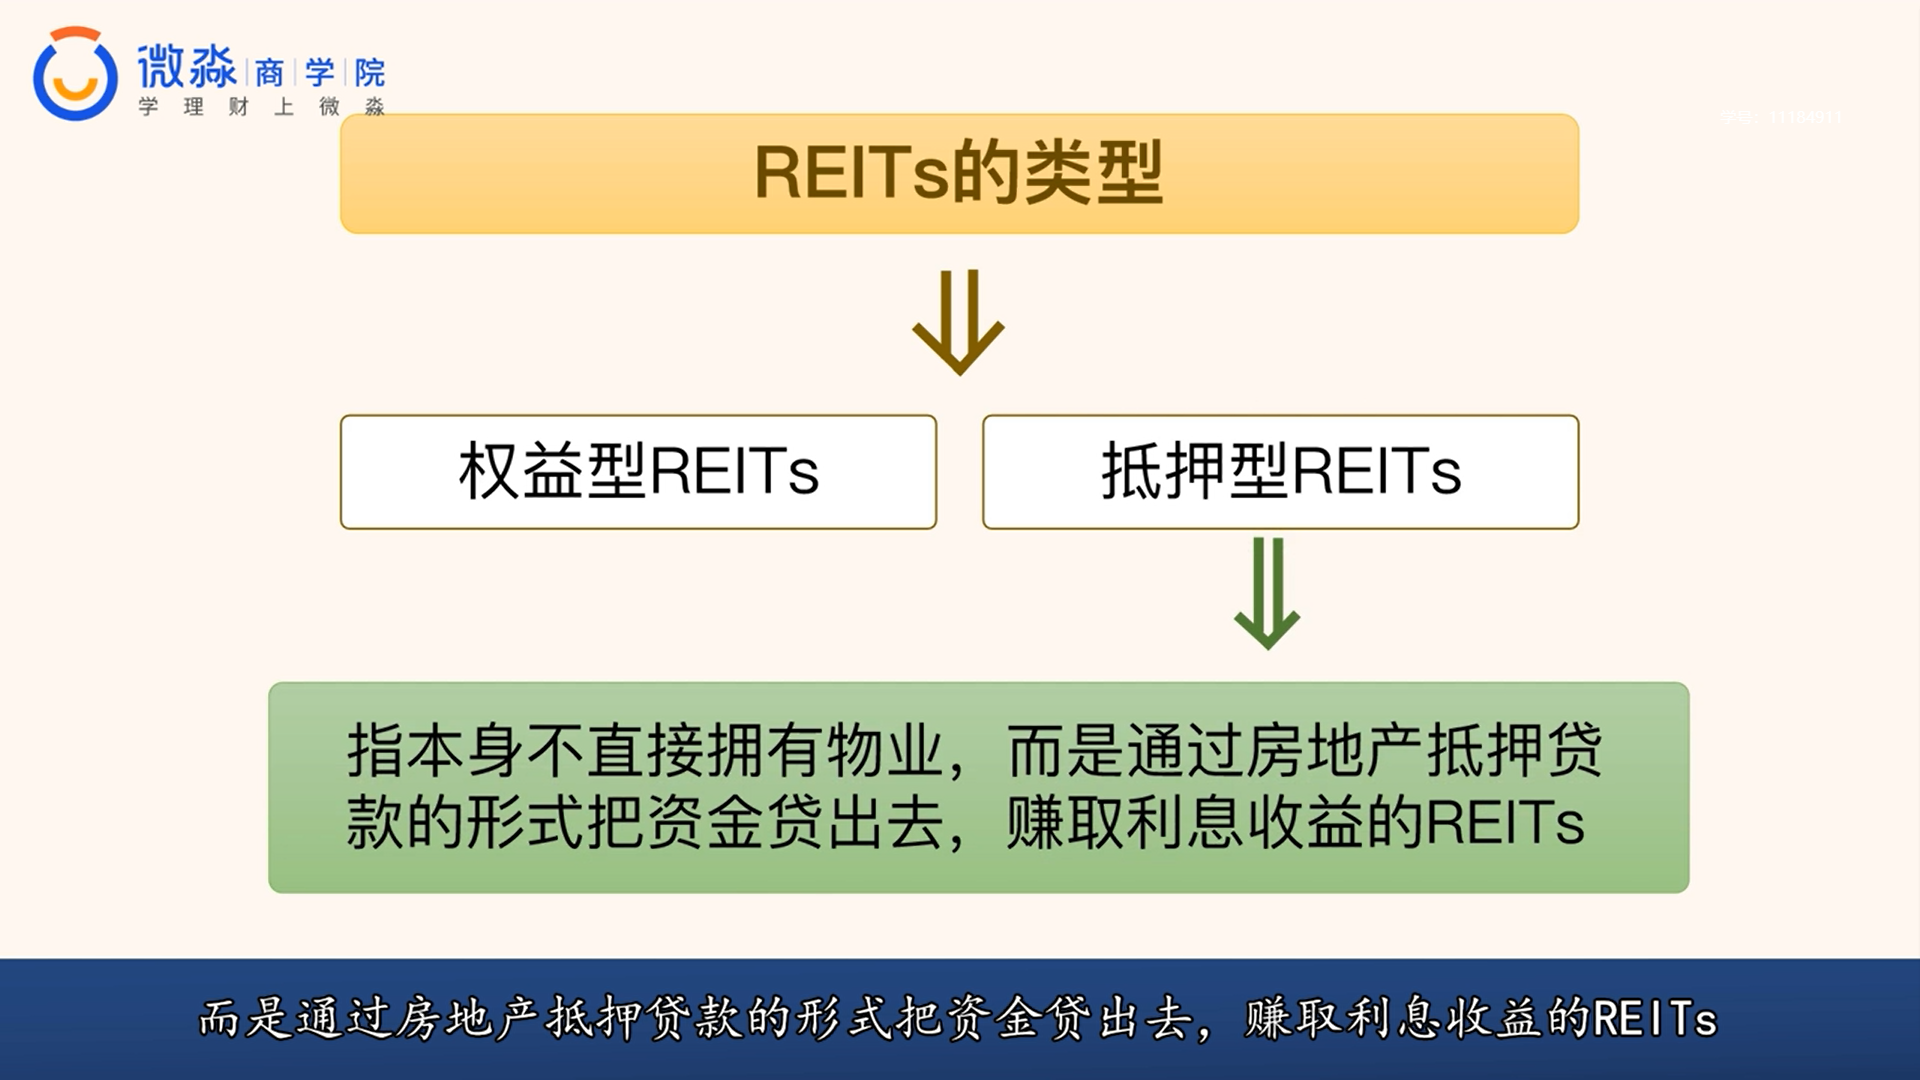 微淼商学院
学理财上微淼
学号：11184911
REITs的类型
权益型REITs
抵押型REITs
指本身不直接拥有物业，而是通过房地产抵押贷
款的形式把资金贷出去，赚取利息收益的REITs
而是通过房地产抵押贷款的形式把资金贷出去，赚取利息收益的REITs